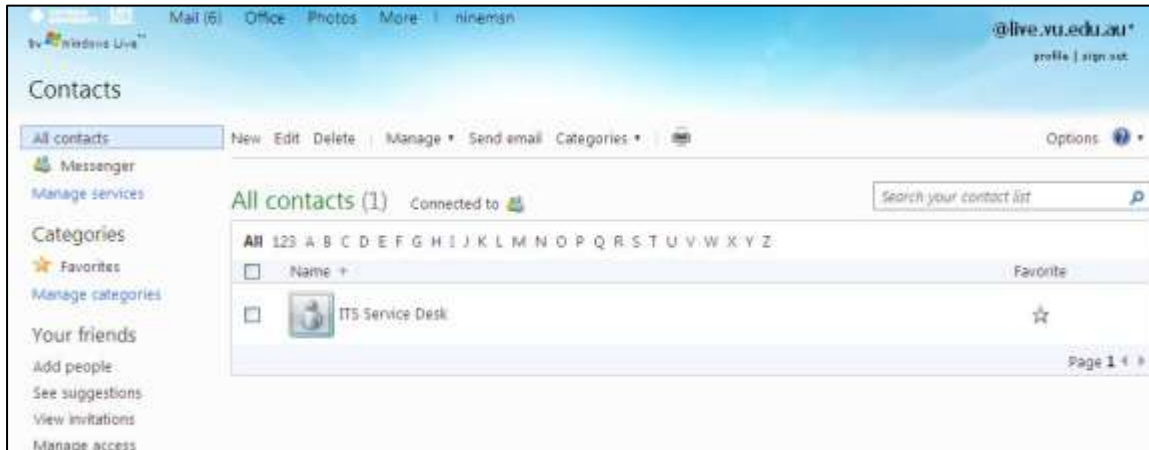 Mail (6) Office Photos More ninemsn
by Windows Live™
@live.vu.edu.au
profile | sign out
Contacts
All contacts
Messenger
Manage services
Categories
Favorites
Manage categories
Your friends
Add people
See suggestions
View invitations
Manage access
New Edit Delete Manage Send email Categories
Options
All contacts (1) Connected to
Search your contact list
All 123 A B C D E F G H I J K L M N O P Q R S T U V W X Y Z
Name Favorite
ITS Service Desk
Page 1